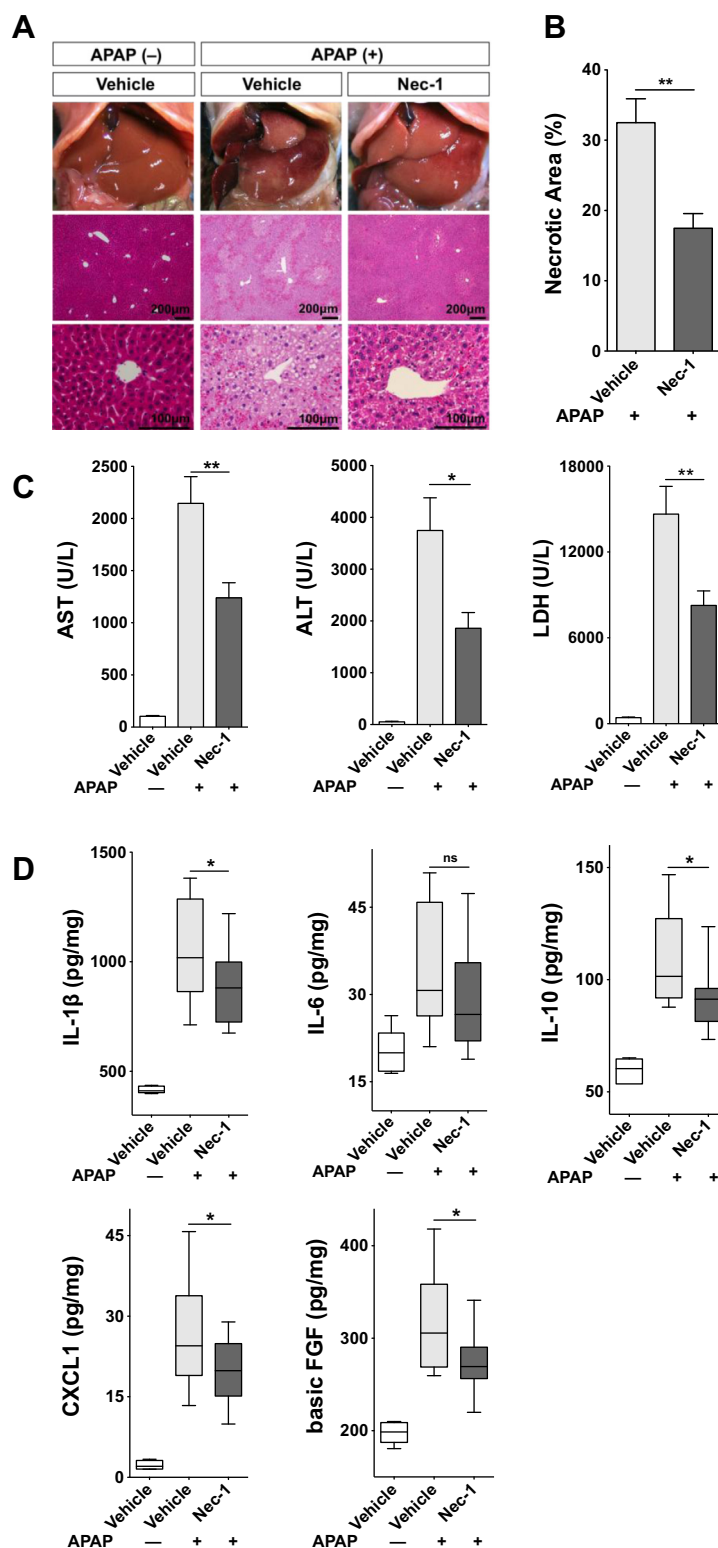 A
APAP (–)
APAP (+)
Vehicle
Vehicle
Nec-1
200μm
200μm
200μm
100μm
100μm
100μm
B
Necrotic Area (%)
40
30
20
10
0
**
Vehicle
Nec-1
APAP + +
C
AST (U/L)
2500
2000
1500
1000
500
0
**
Vehicle
Vehicle
Nec-1
APAP — + +
ALT (U/L)
5000
4000
3000
2000
1000
0
*
Vehicle
Vehicle
Nec-1
APAP — + +
LDH (U/L)
18000
12000
6000
0
**
Vehicle
Vehicle
Nec-1
APAP — + +
D
IL-1β (pg/mg)
1500
1000
500
*
Vehicle
Vehicle
Nec-1
APAP — + +
IL-6 (pg/mg)
45
30
15
ns
Vehicle
Vehicle
Nec-1
APAP — + +
IL-10 (pg/mg)
150
100
50
*
Vehicle
Vehicle
Nec-1
APAP — + +
CXCL1 (pg/mg)
45
30
15
0
*
Vehicle
Vehicle
Nec-1
APAP — + +
basic FGF (pg/mg)
400
300
200
*
Vehicle
Vehicle
Nec-1
APAP — + +